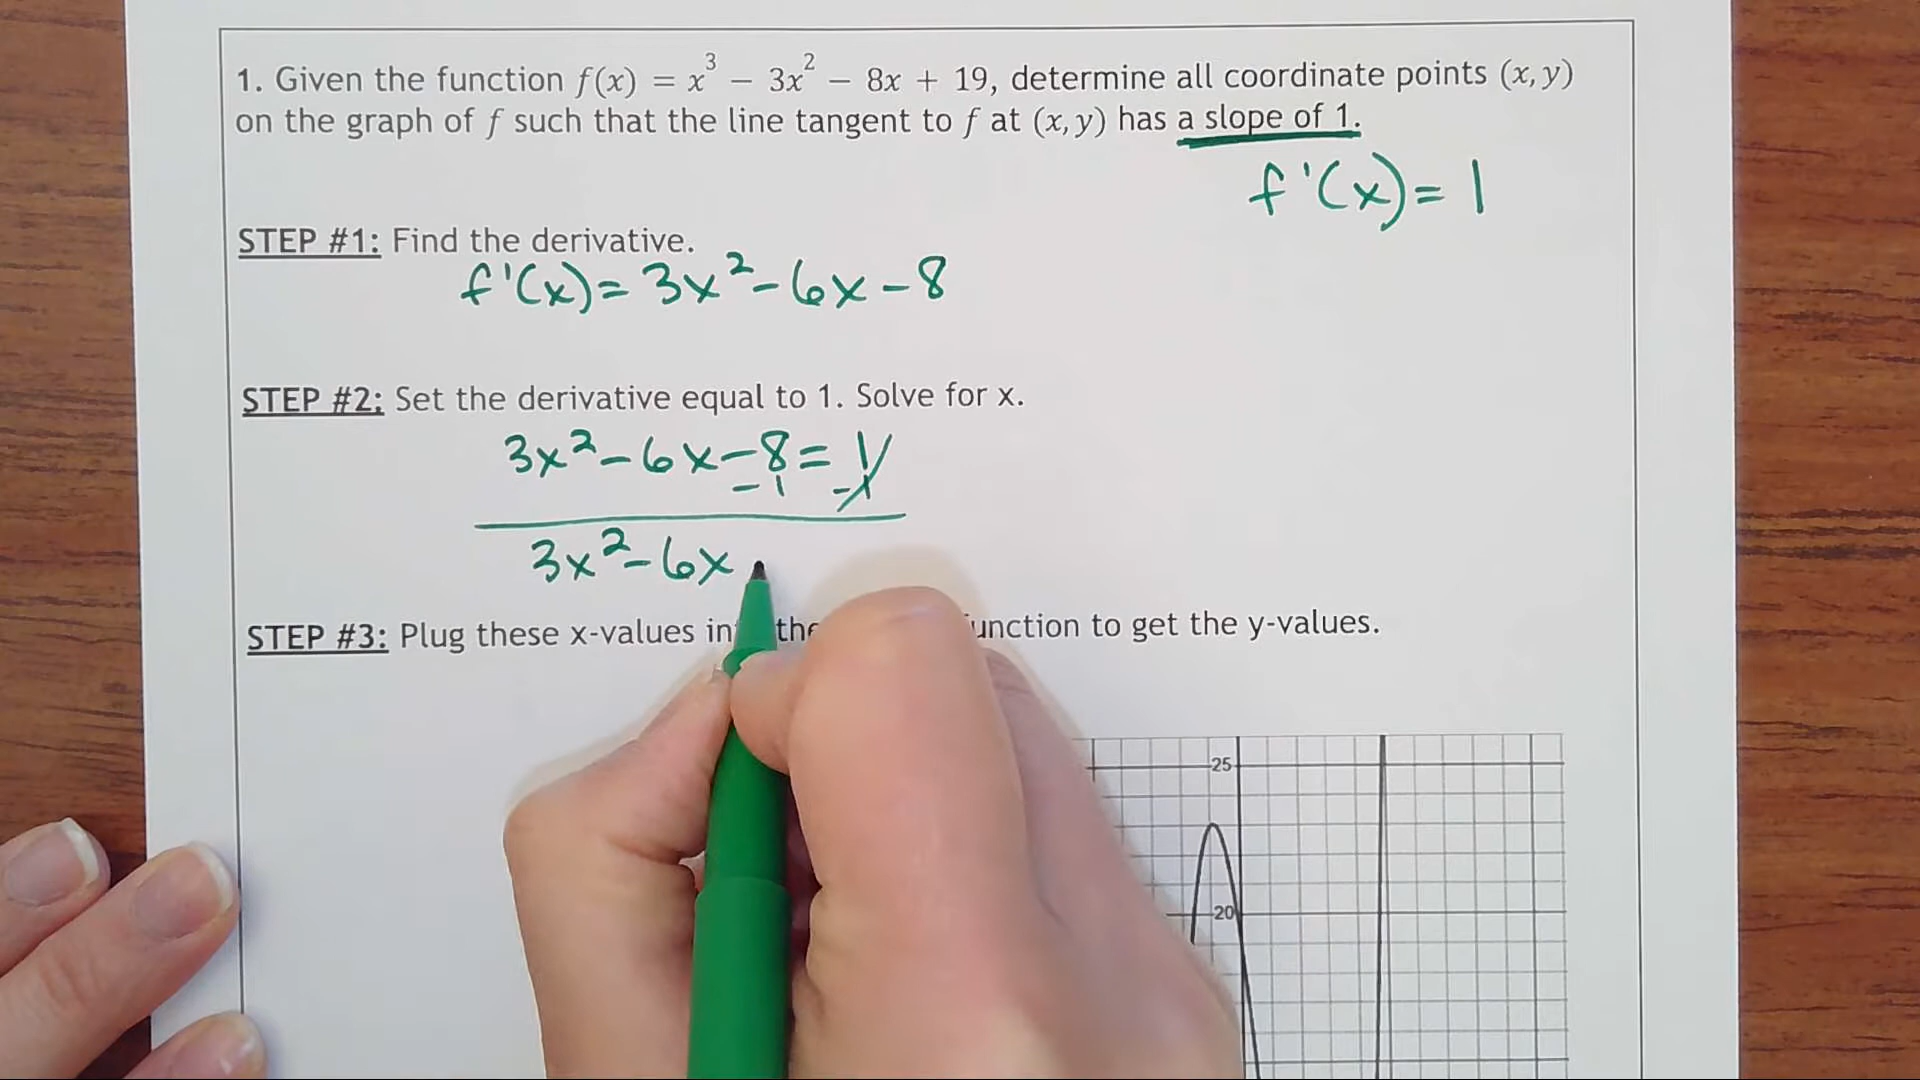 1. Given the function f(x) = x³ − 3x² − 8x + 19, determine all coordinate points (x, y)
on the graph of f such that the line tangent to f at (x, y) has a slope of 1.
f'(x) = 1
STEP #1: Find the derivative.
f'(x) = 3x² − 6x − 8
STEP #2: Set the derivative equal to 1. Solve for x.
3x² − 6x − 8 = 1
−1 −1
3x² − 6x
STEP #3: Plug these x-values unction to get the y-values.
25
20